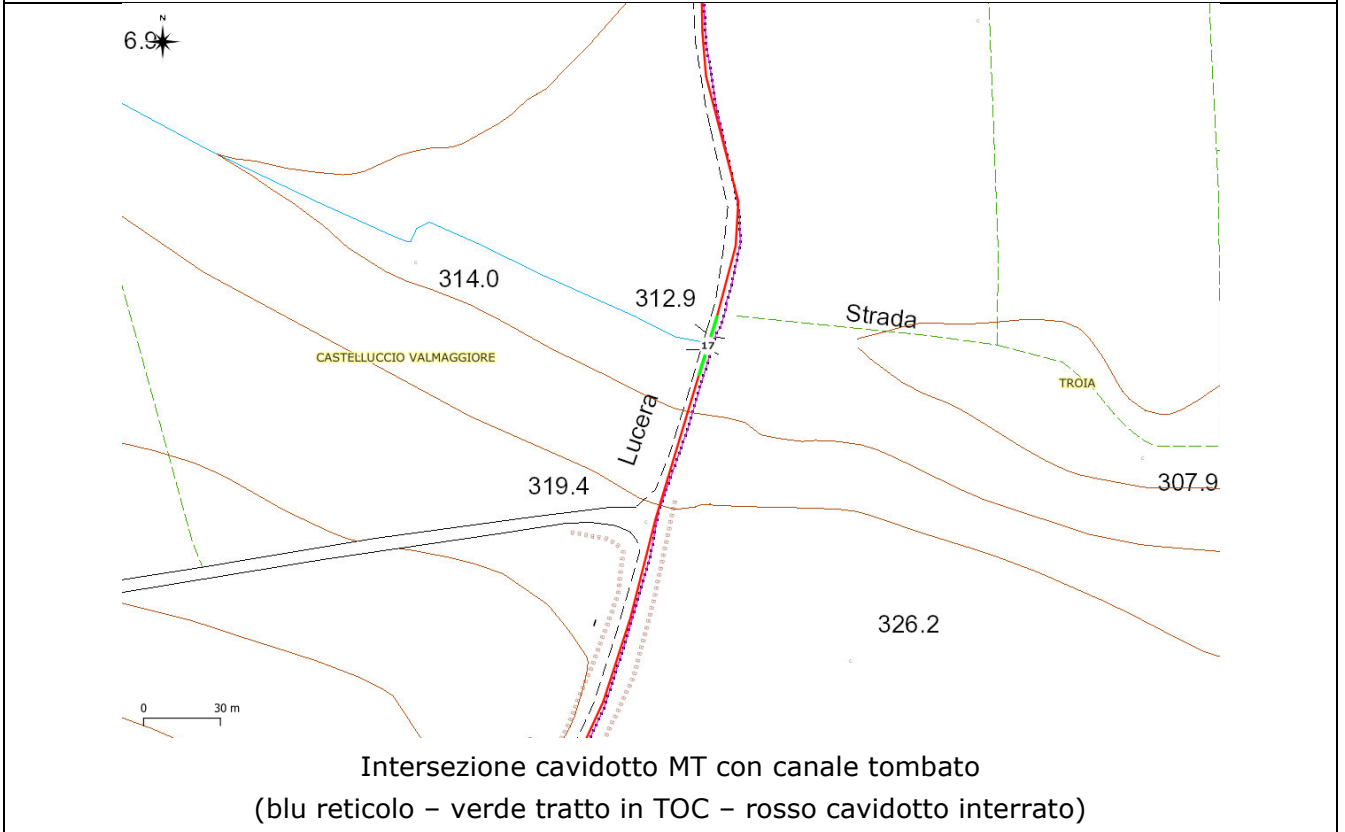 N
6.9
314.0
312.9
Strada
17
CASTELLUCCIO VALMAGGIORE
TROIA
Lucera
319.4
307.9
326.2
0 30 m
Intersezione cavidotto MT con canale tombato
(blu reticolo – verde tratto in TOC – rosso cavidotto interrato)